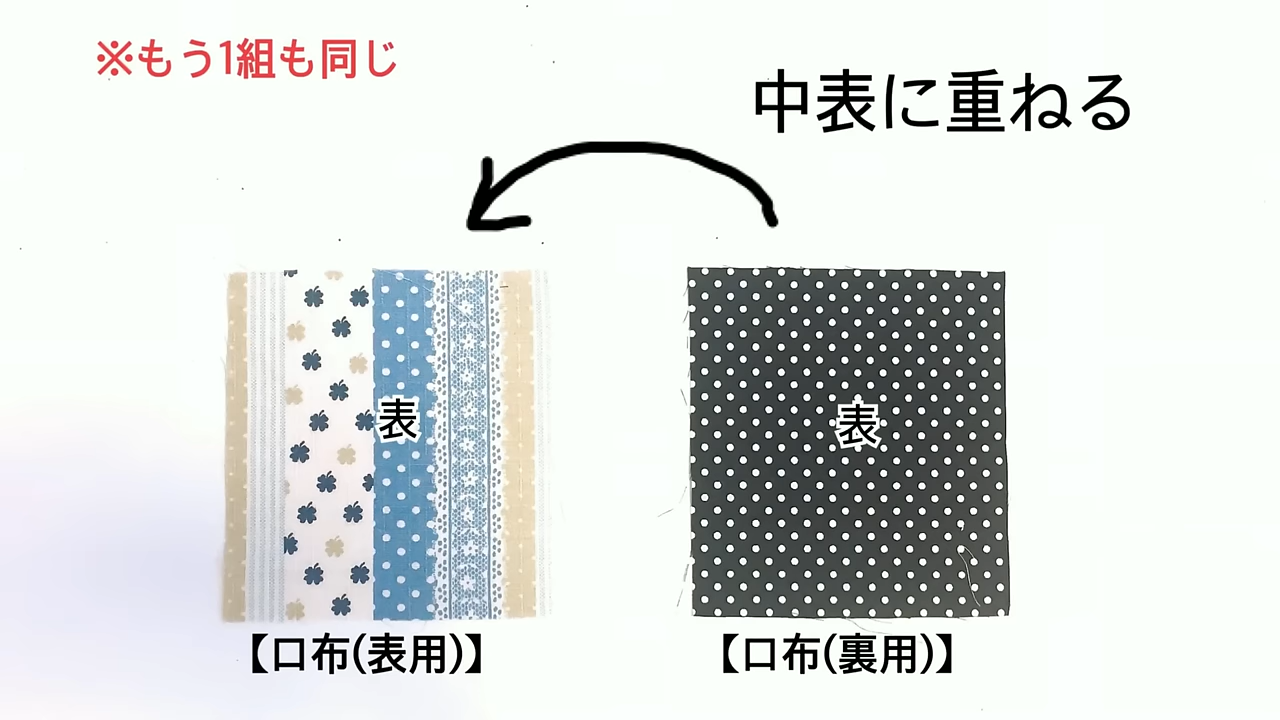 ※もう1組も同じ
中表に重ねる
表
表
【口布(表用)】
【口布(裏用)】